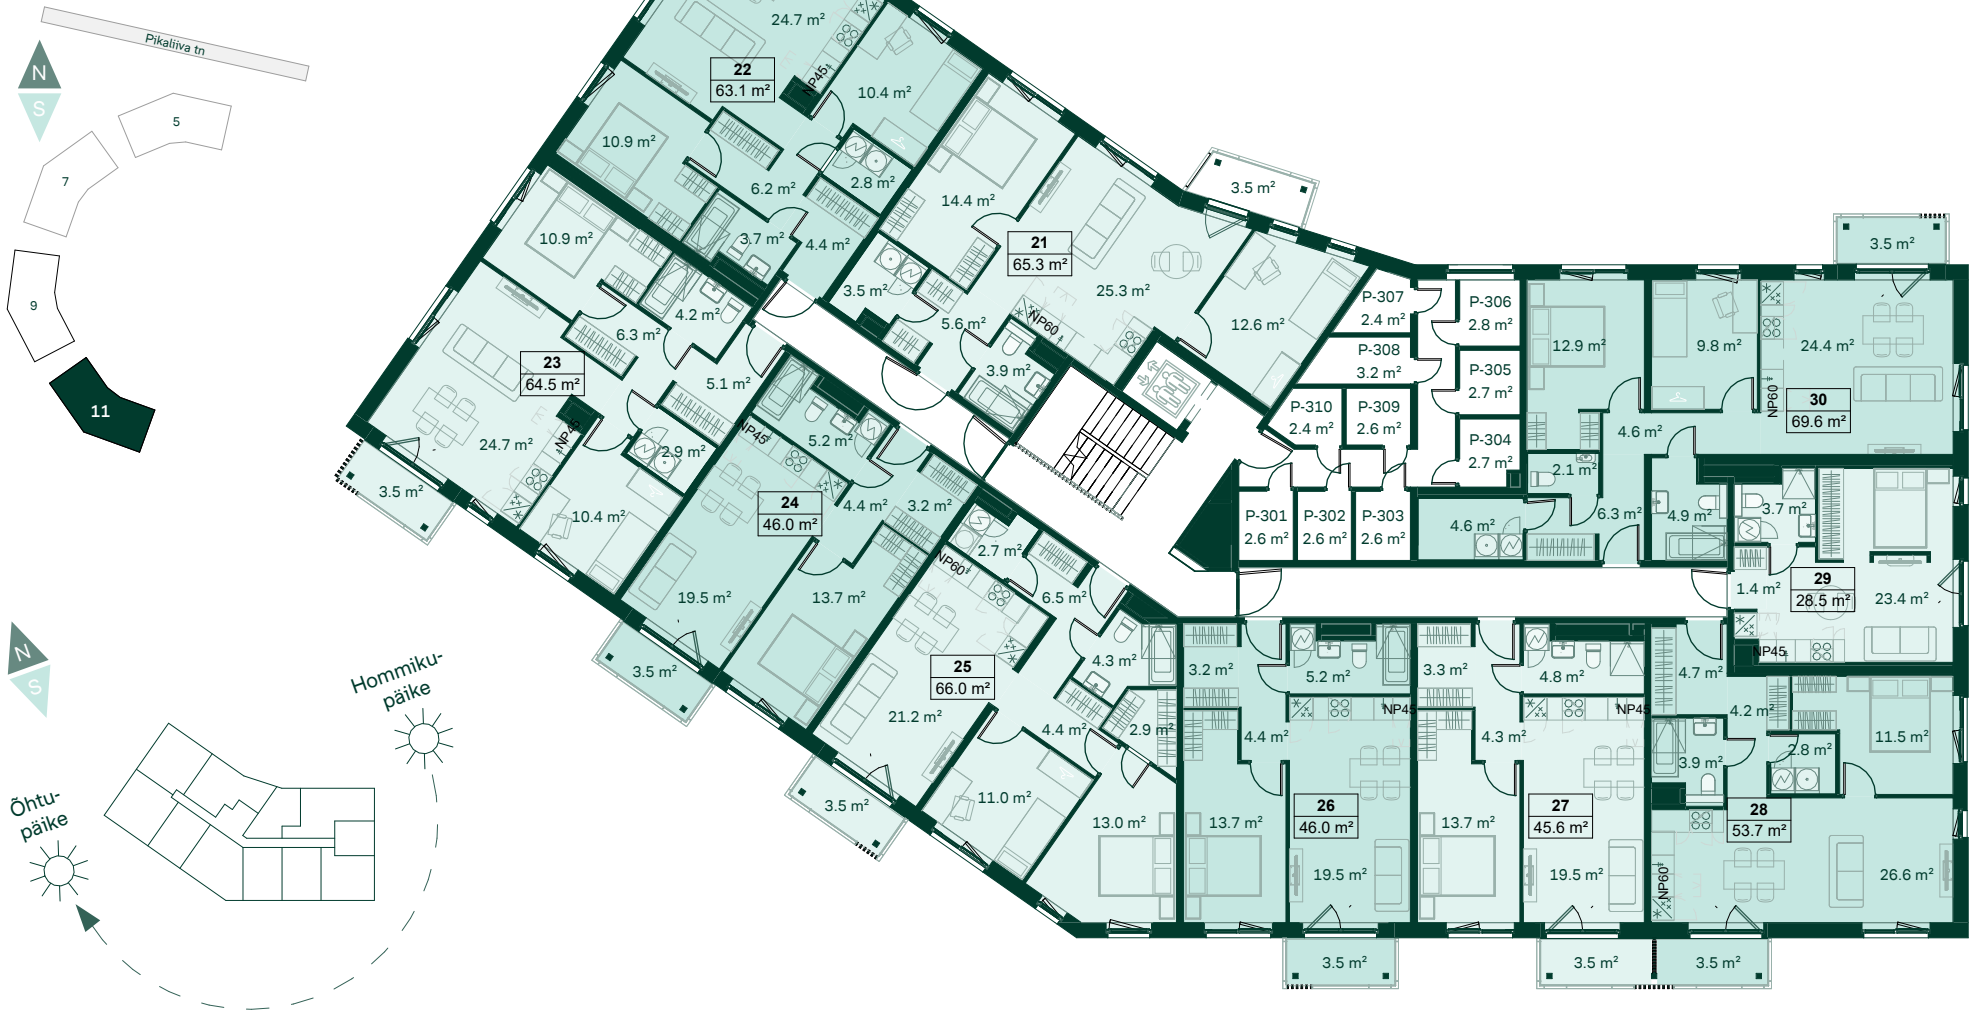 Pikaliiva tn
N
S
5
7
9
11
N
S
Hommiku-
päike
Õhtu-
päike
24.7 m²
22
63.1 m²
NP45
10.4 m²
10.9 m²
2.8 m²
6.2 m²
3.7 m²
4.4 m²
14.4 m²
21
65.3 m²
3.5 m²
3.5 m²
25.3 m²
5.6 m²
NP60
3.9 m²
12.6 m²
10.9 m²
4.2 m²
6.3 m²
23
64.5 m²
5.1 m²
24.7 m²
NP45
2.9 m²
10.4 m²
3.5 m²
NP45
5.2 m²
24
46.0 m²
4.4 m²
3.2 m²
19.5 m²
13.7 m²
3.5 m²
2.7 m²
NP60
6.5 m²
25
66.0 m²
4.3 m²
21.2 m²
4.4 m²
2.9 m²
11.0 m²
13.0 m²
3.5 m²
P-307
2.4 m²
P-306
2.8 m²
P-308
3.2 m²
P-305
2.7 m²
P-310
2.4 m²
P-309
2.6 m²
P-304
2.7 m²
P-301
2.6 m²
P-302
2.6 m²
P-303
2.6 m²
3.5 m²
12.9 m²
9.8 m²
24.4 m²
NP60
30
69.6 m²
4.6 m²
2.1 m²
4.6 m²
6.3 m²
4.9 m²
3.7 m²
29
28.5 m²
1.4 m²
23.4 m²
NP45
3.2 m²
5.2 m²
NP45
4.4 m²
26
46.0 m²
13.7 m²
19.5 m²
3.5 m²
3.3 m²
4.8 m²
NP45
4.3 m²
27
45.6 m²
13.7 m²
19.5 m²
3.5 m²
4.7 m²
4.2 m²
11.5 m²
3.9 m²
2.8 m²
28
53.7 m²
NP60
26.6 m²
3.5 m²